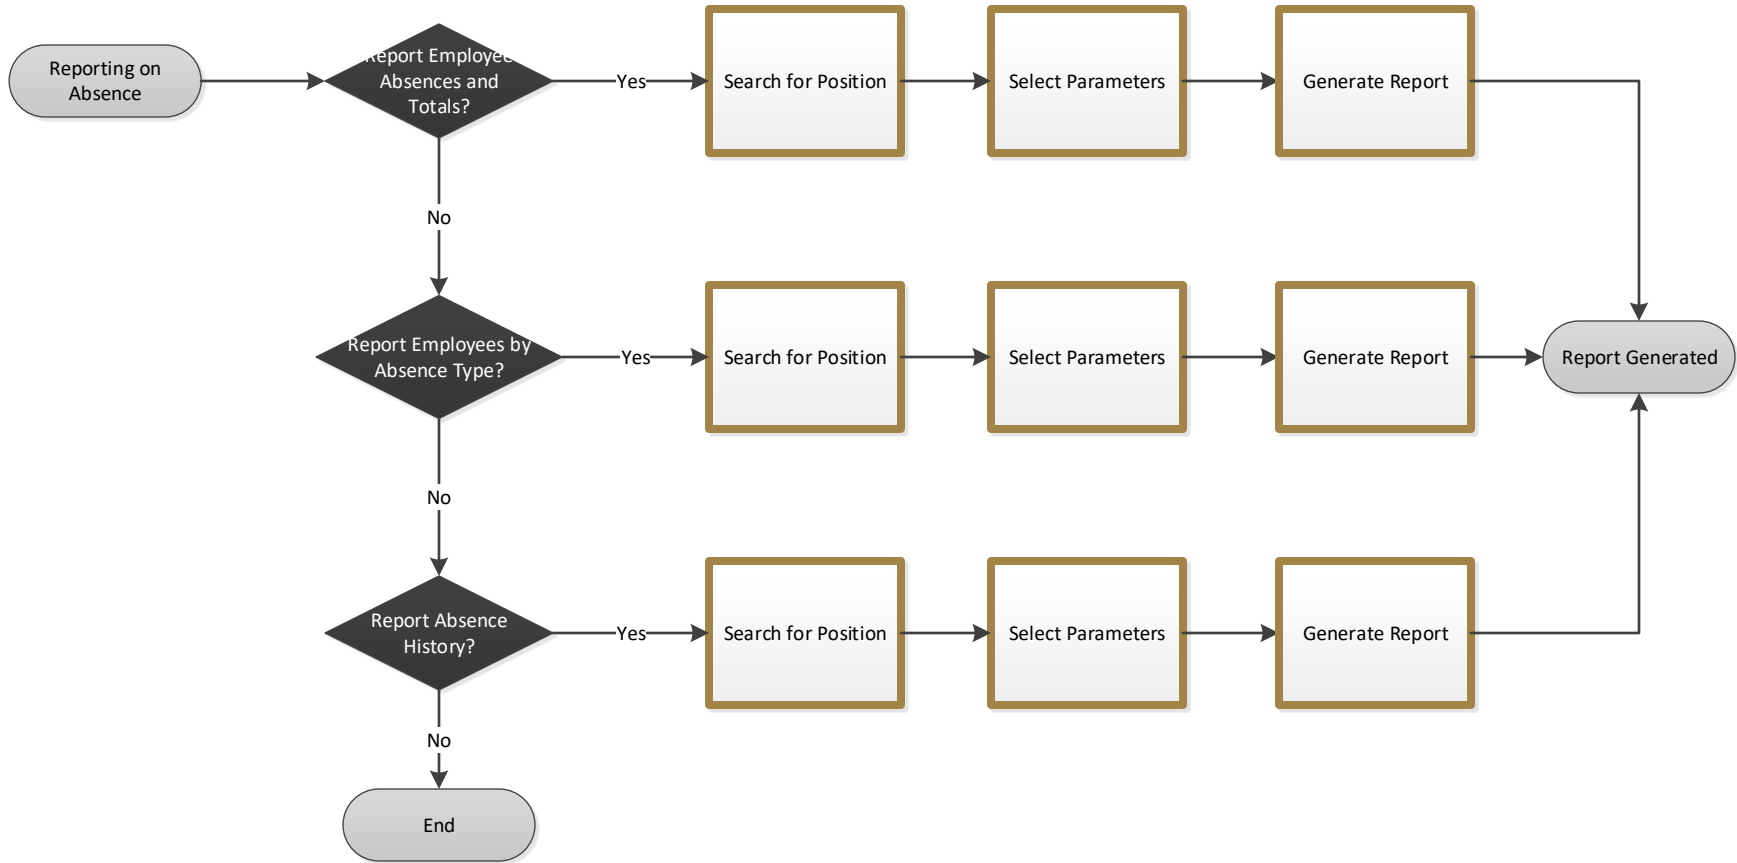 Reporting on
Absence
Report Employee
Absences and
Totals?
Yes
Search for Position
Select Parameters
Generate Report
No
Report Employees by
Absence Type?
Yes
Search for Position
Select Parameters
Generate Report
Report Generated
No
Report Absence
History?
Yes
Search for Position
Select Parameters
Generate Report
No
End